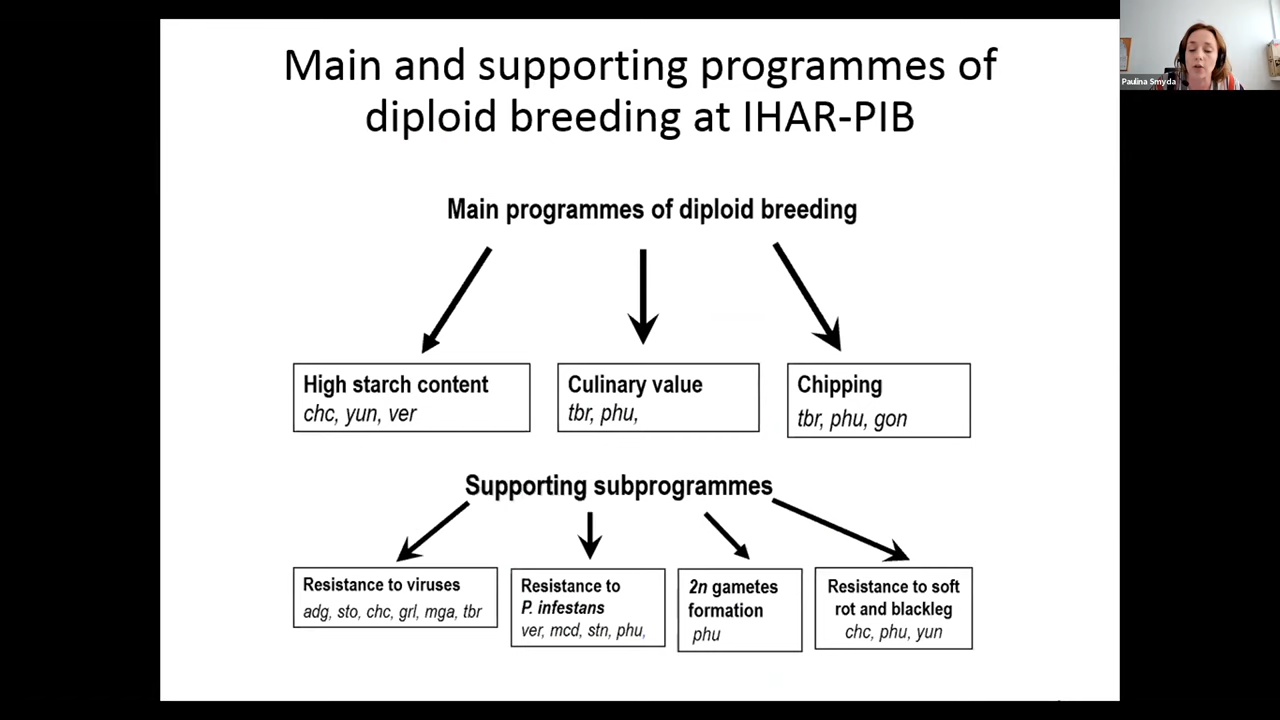 Main and supporting programmes of
diploid breeding at IHAR-PIB
Paulina Smyda
Main programmes of diploid breeding
High starch content
chc, yun, ver
Culinary value
tbr, phu,
Chipping
tbr, phu, gon
Supporting subprogrammes
Resistance to viruses
adg, sto, chc, grl, mga, tbr
Resistance to
P. infestans
ver, mcd, stn, phu,
2n gametes
formation
phu
Resistance to soft
rot and blackleg
chc, phu, yun